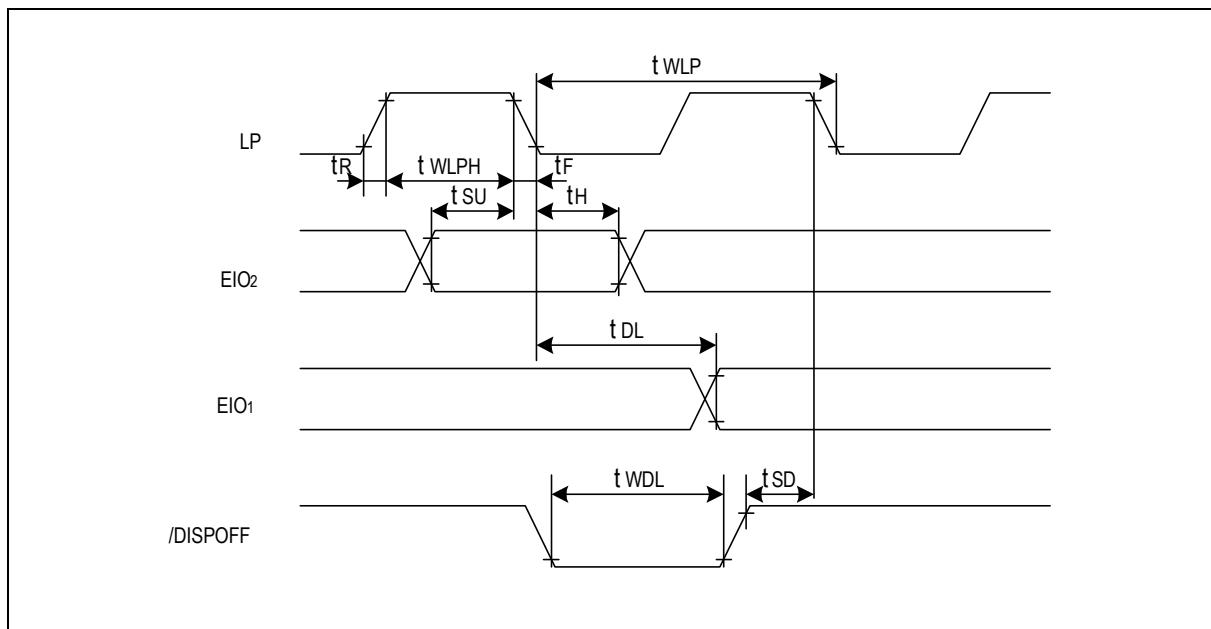 t WLP
LP
tR
t WLPH
tF
t SU
tH
EIO2
t DL
EIO1
t WDL
t SD
/DISPOFF